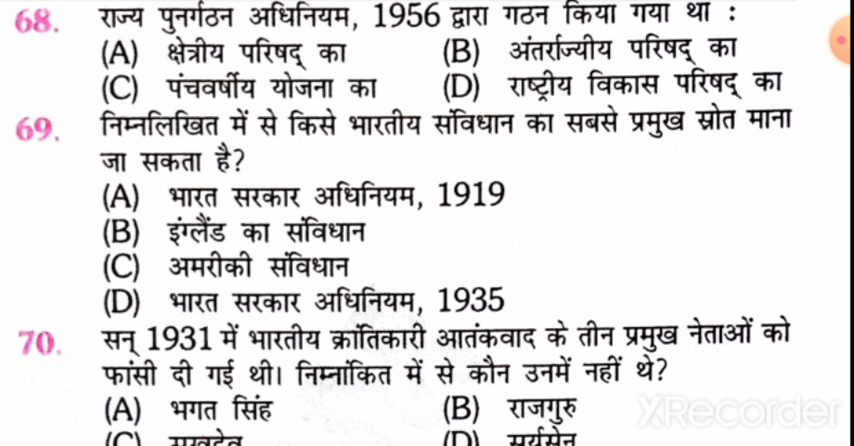 68. राज्य पुनर्गठन अधिनियम, 1956 द्वारा गठन किया गया था :
(A) क्षेत्रीय परिषद् का (B) अंतर्राज्यीय परिषद् का
(C) पंचवर्षीय योजना का (D) राष्ट्रीय विकास परिषद् का
69. निम्नलिखित में से किसे भारतीय संविधान का सबसे प्रमुख स्रोत माना
जा सकता है?
(A) भारत सरकार अधिनियम, 1919
(B) इंग्लैंड का संविधान
(C) अमरीकी संविधान
(D) भारत सरकार अधिनियम, 1935
70. सन् 1931 में भारतीय क्रांतिकारी आतंकवाद के तीन प्रमुख नेताओं को
फांसी दी गई थी। निम्नांकित में से कौन उनमें नहीं थे?
(A) भगत सिंह (B) राजगुरु
XRecorder
(C) सुखदेव (D) सूर्यसेन